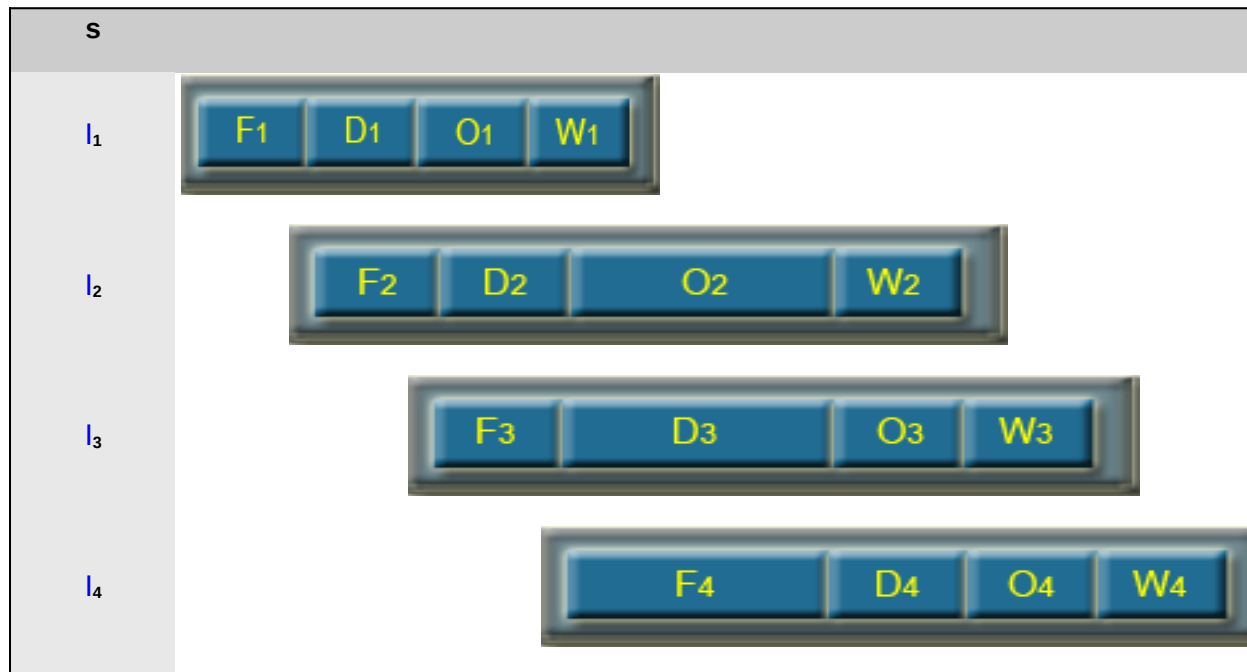 s
I₁ F1 D1 O1 W1
I₂ F2 D2 O2 W2
I₃ F3 D3 O3 W3
I₄ F4 D4 O4 W4